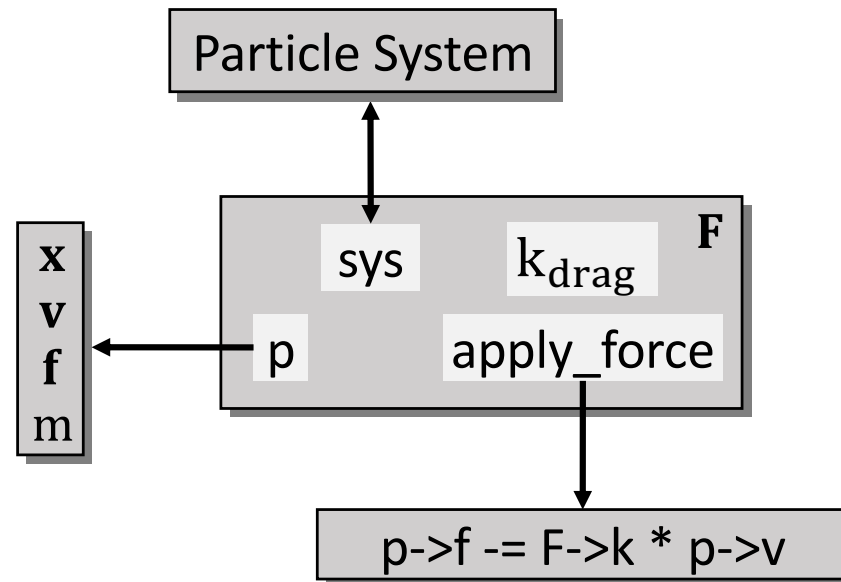 Particle System
F
sys
k_drag
x
v
f
m
p
apply_force
p->f -= F->k * p->v